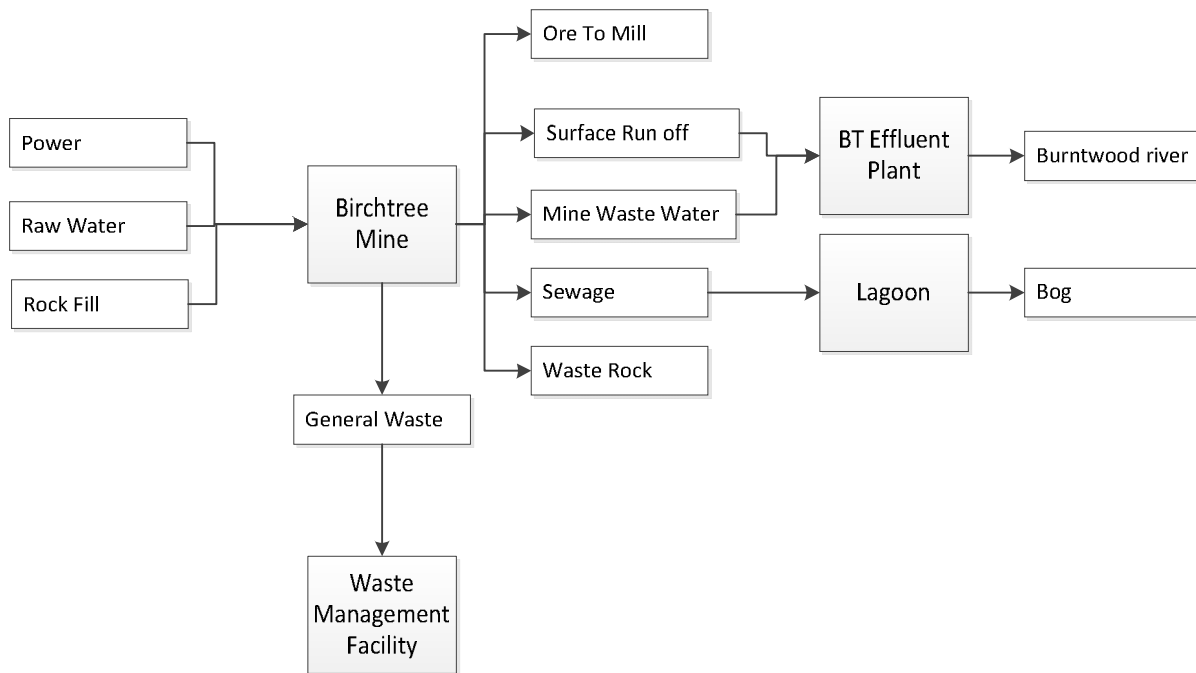 Ore To Mill
Power
Surface Run off
BT Effluent
Plant
Burntwood river
Raw Water
Birchtree
Mine
Mine Waste Water
Rock Fill
Sewage
Lagoon
Bog
Waste Rock
General Waste
Waste
Management
Facility